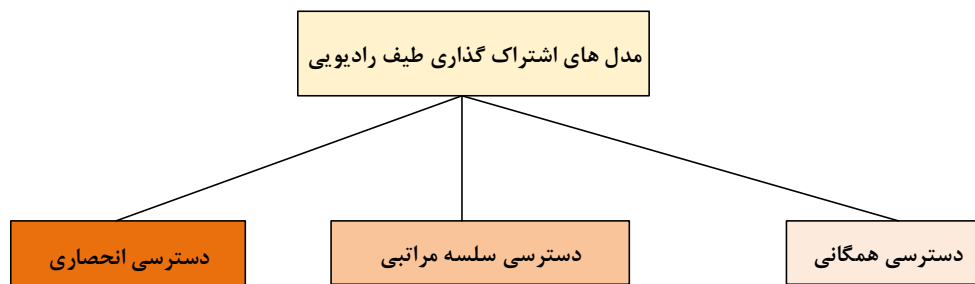 مدل های اشتراک گذاری طیف رادیویی
دسترسی همگانی
دسترسی سلسه مراتبی
دسترسی انحصاری